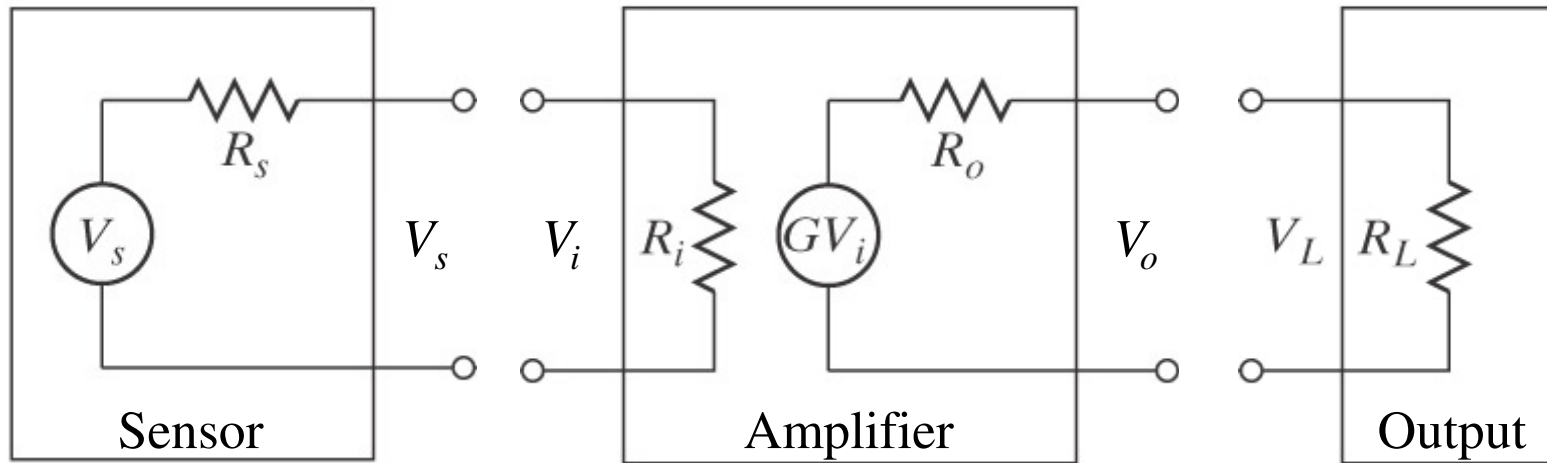 R_s
R_o
V_s V_s V_i R_i GV_i V_o V_L R_L
Sensor Amplifier Output